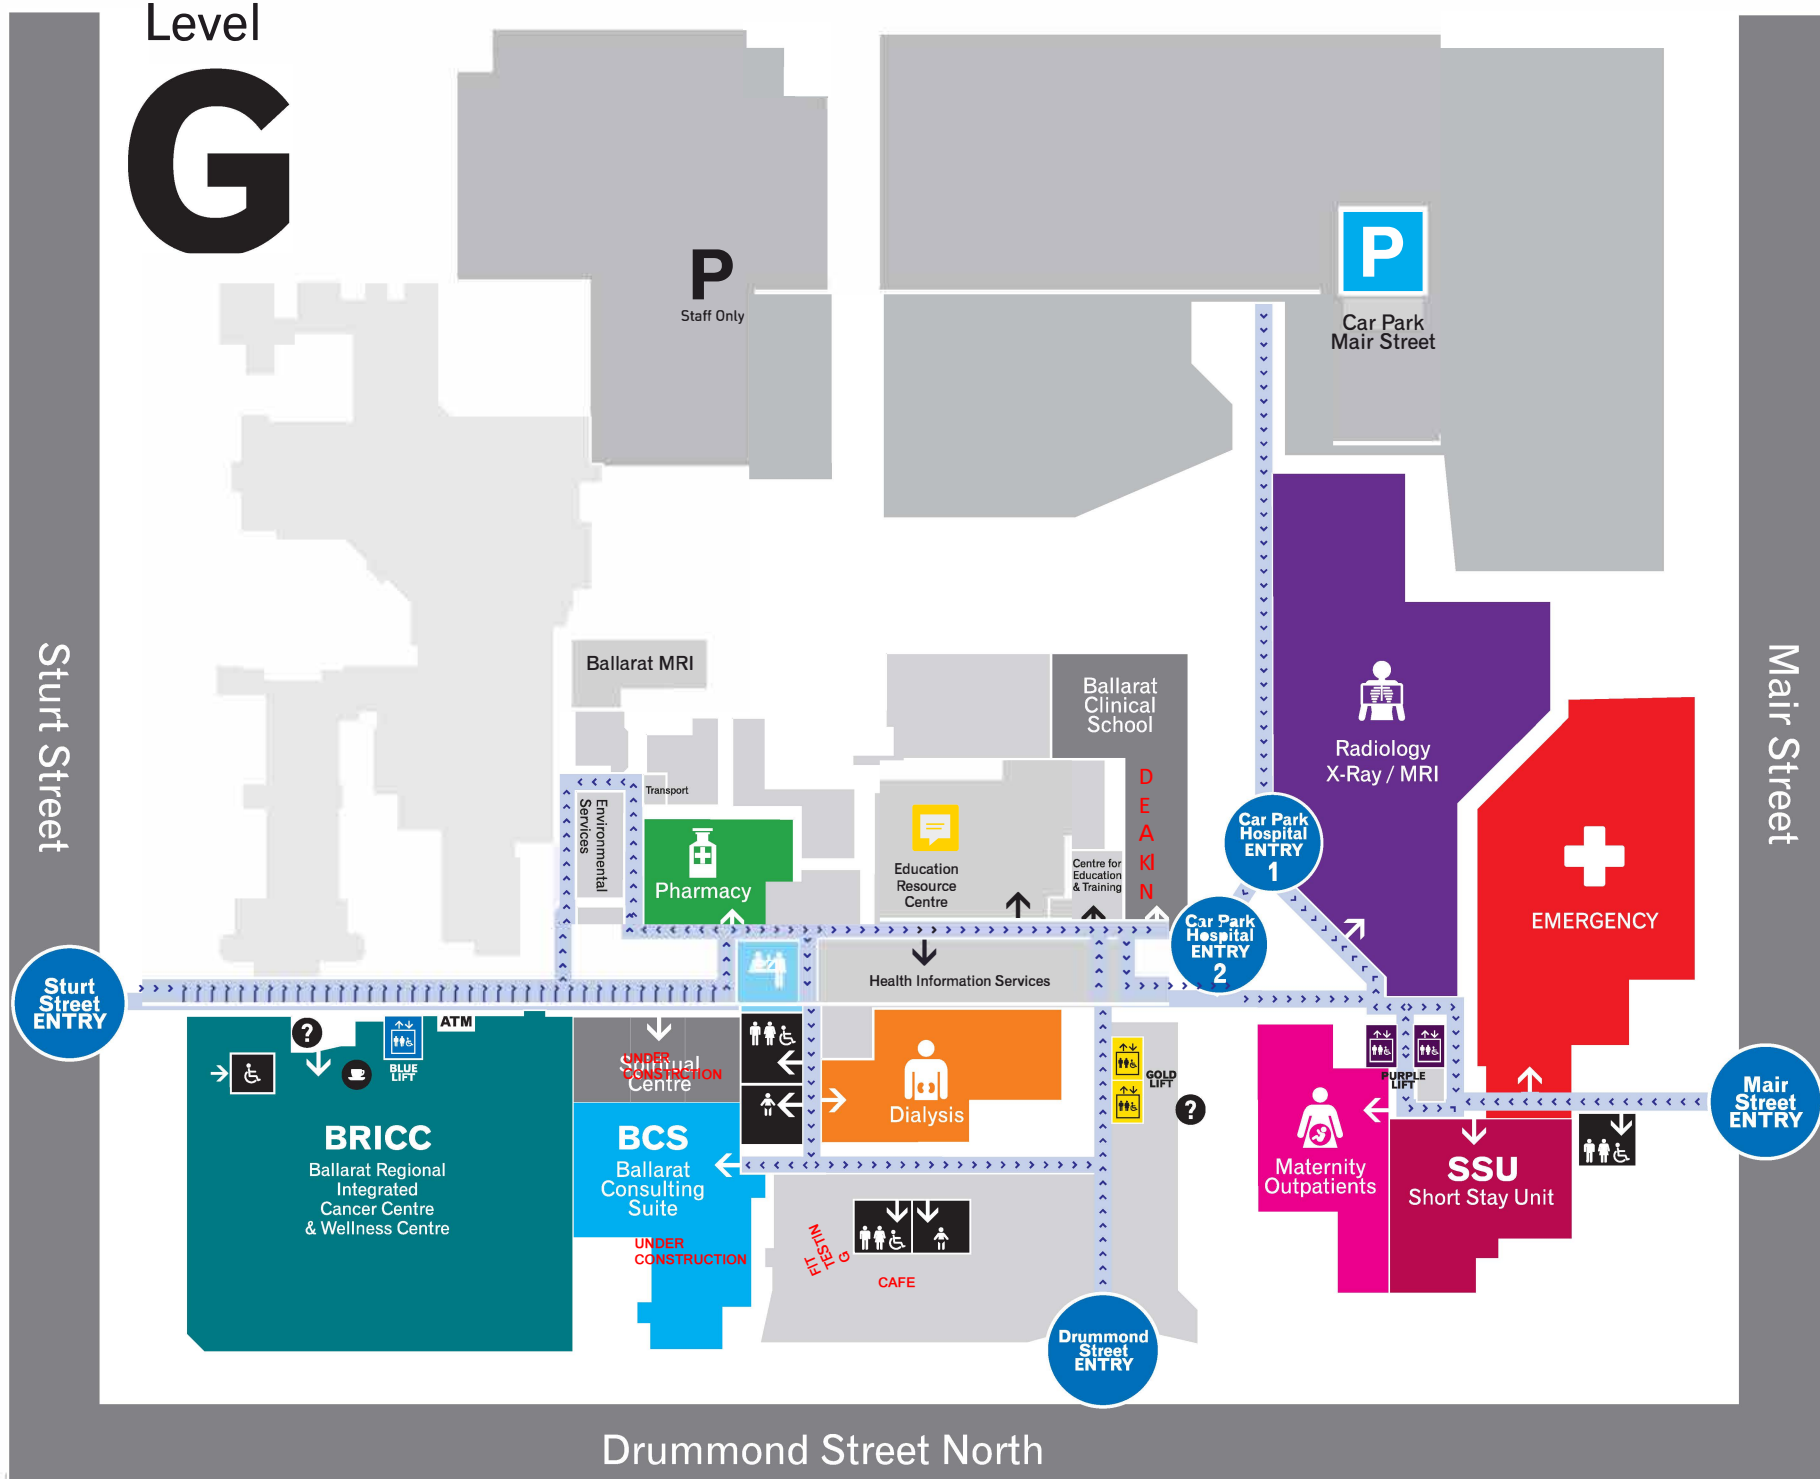 Level
G
P
Staff Only
P
Car Park
Mair Street
Sturt Street
Mair Street
Ballarat MRI
Ballarat
Clinical
School
Transport
Environmental
Services
Pharmacy
Education
Resource
Centre
Centre for
Education
& Training
D
E
A
KI
N
Radiology
X-Ray / MRI
Car Park
Hospital
ENTRY
1
Car Park
Hospital
ENTRY
2
EMERGENCY
Sturt
Street
ENTRY
Health Information Services
?
ATM
BLUE
LIFT
Spiritual
Centre
UNDER
CONSTRCTION
Dialysis
GOLD
LIFT
?
PURPLE
LIFT
Mair
Street
ENTRY
BRICC
Ballarat Regional
Integrated
Cancer Centre
& Wellness Centre
BCS
Ballarat
Consulting
Suite
UNDER
CONSTRUCTION
FIT
TESTIN
G
CAFE
Maternity
Outpatients
SSU
Short Stay Unit
Drummond
Street
ENTRY
Drummond Street North